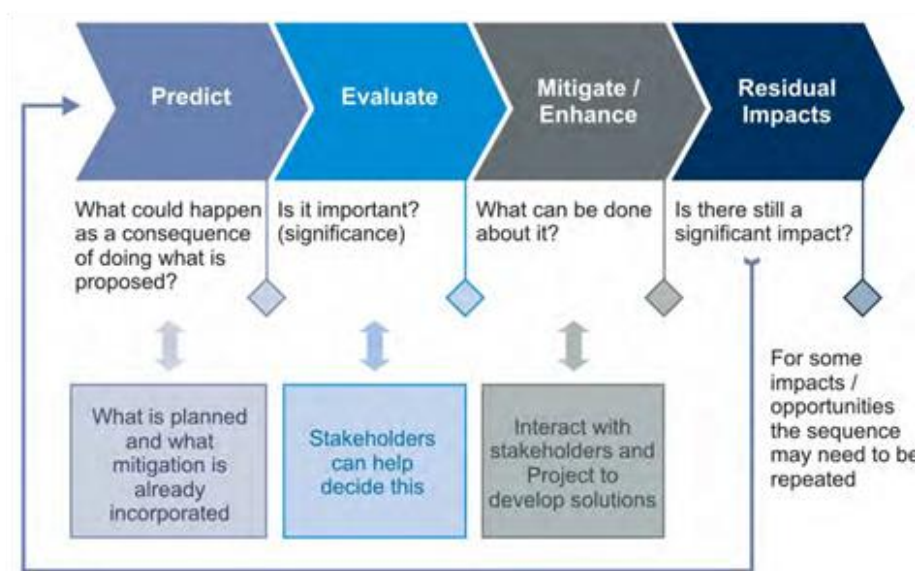 Predict
Evaluate
Mitigate /
Enhance
Residual
Impacts
What could happen
as a consequence
of doing what is
proposed?
Is it important?
(significance)
What can be done
about it?
Is there still a
significant impact?
What is planned
and what
mitigation is
already
incorporated
Stakeholders
can help
decide this
Interact with
stakeholders and
Project to
develop solutions
For some
impacts /
opportunities
the sequence
may need to be
repeated